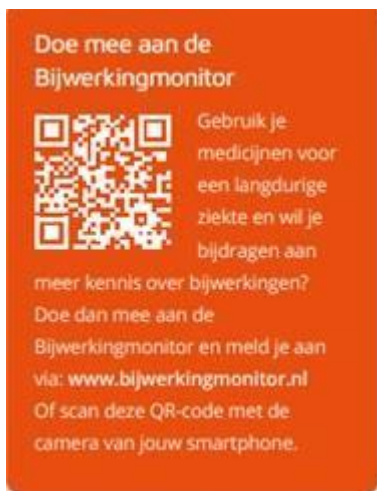 Doe mee aan de
Bijwerkingmonitor
Gebruik je
medicijnen voor
een langdurige
ziekte en wil je
bijdragen aan
meer kennis over bijwerkingen?
Doe dan mee aan de
Bijwerkingmonitor en meld je aan
via: www.bijwerkingmonitor.nl
Of scan deze QR-code met de
camera van jouw smartphone.